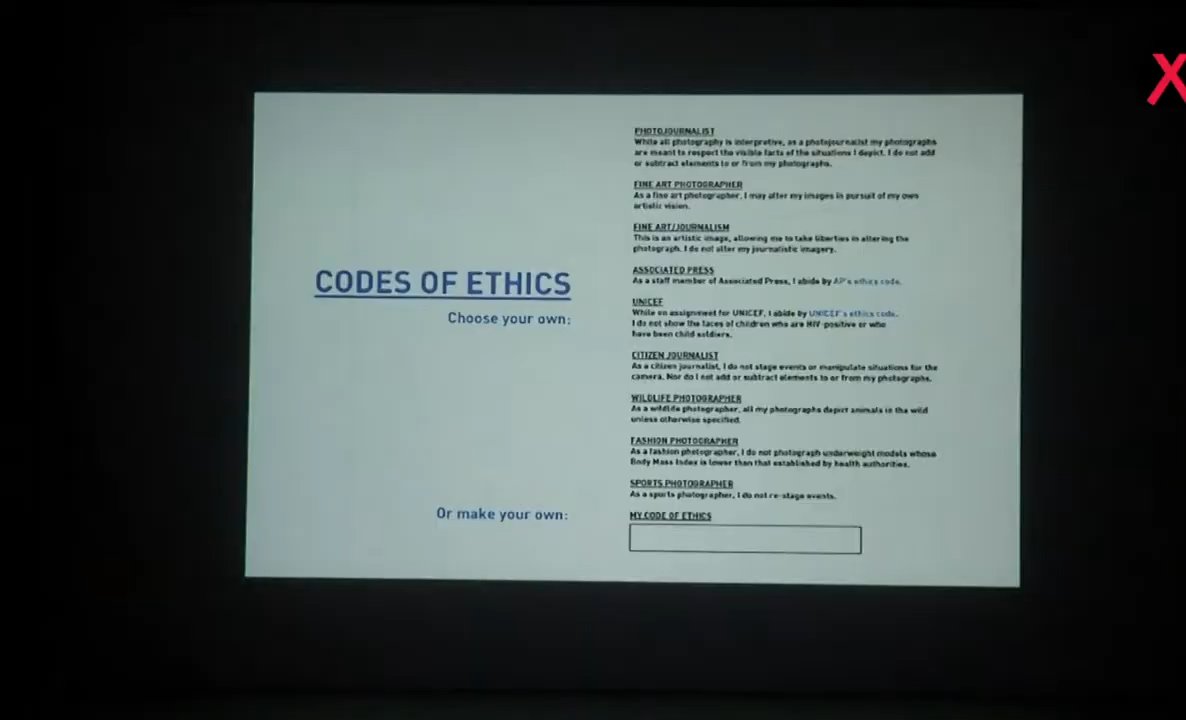 CODES OF ETHICS
Choose your own:
PHOTOJOURNALIST
While all photography is interpretive, as a photojournalist my photographs
are meant to respect the visible facts of the situations I depict. I do not add
or subtract elements to or from my photographs.
FINE ART PHOTOGRAPHER
As a fine art photographer, I may alter my images in pursuit of my own
artistic vision.
FINE ART/JOURNALISM
This is an artistic image, allowing me to take liberties in altering the
photograph. I do not alter my journalistic imagery.
ASSOCIATED PRESS
As a staff member of Associated Press, I abide by AP's ethics code.
UNICEF
While on assignment for UNICEF, I abide by UNICEF's ethics code.
I do not show the faces of children who are HIV-positive or who
have been child soldiers.
CITIZEN JOURNALIST
As a citizen journalist, I do not stage events or manipulate situations for the
camera. Nor do I not add or subtract elements to or from my photographs.
WILDLIFE PHOTOGRAPHER
As a wildlife photographer, all my photographs depict animals in the wild
unless otherwise specified.
FASHION PHOTOGRAPHER
As a fashion photographer, I do not photograph underweight models whose
Body Mass Index is lower than that established by health authorities.
SPORTS PHOTOGRAPHER
As a sports photographer, I do not re-stage events.
Or make your own:
MY CODE OF ETHICS
X